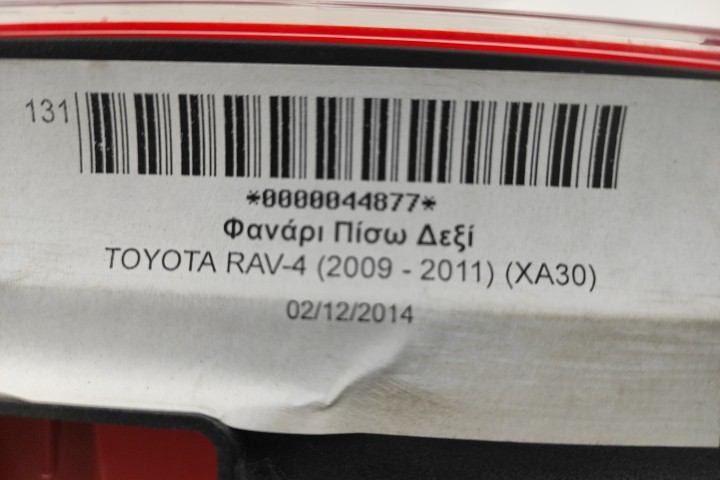 131
*0000044877*
Φανάρι Πίσω Δεξί
TOYOTA RAV-4 (2009 - 2011) (XA30)
02/12/2014